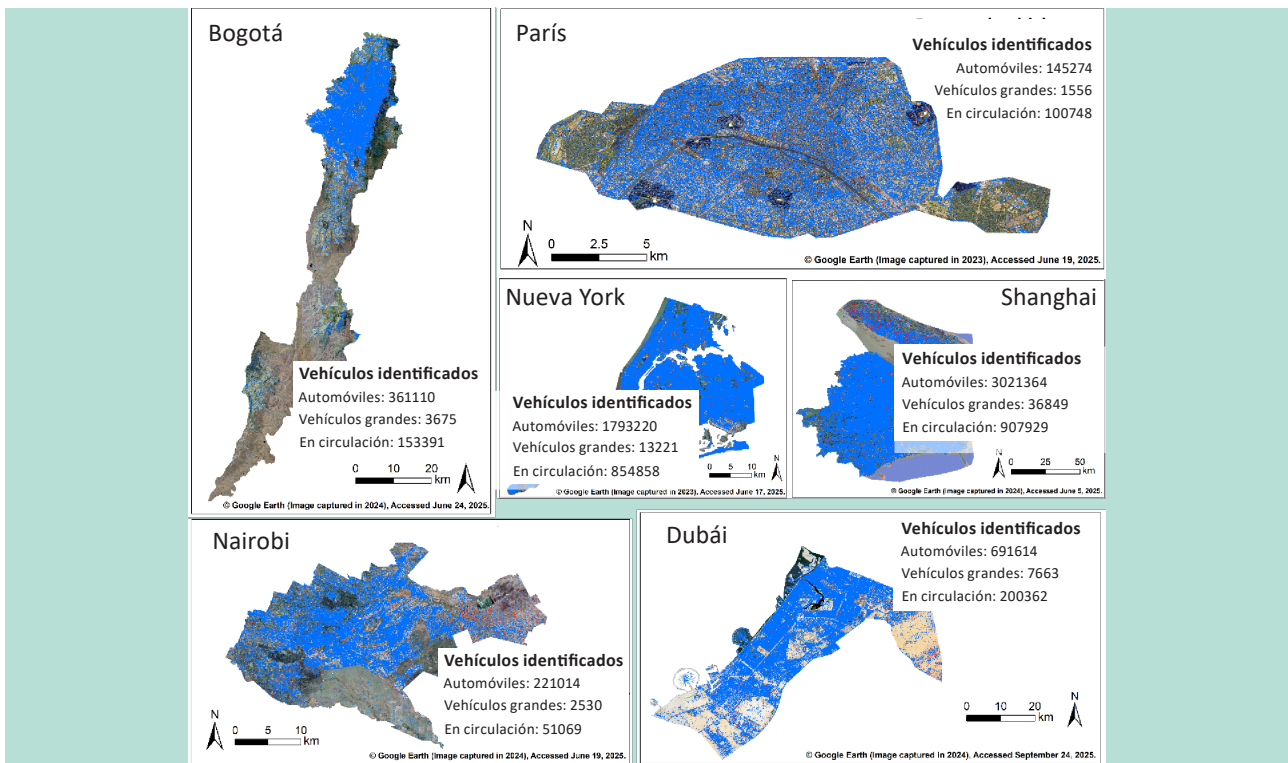 Bogotá
Vehículos identificados
Automóviles: 361110
Vehículos grandes: 3675
En circulación: 153391
0 10 20
km
© Google Earth (Image captured in 2024), Accessed June 24, 2025.
París
Vehículos identificados
Automóviles: 145274
Vehículos grandes: 1556
En circulación: 100748
N
0 2.5 5
km
© Google Earth (Image captured in 2023), Accessed June 19, 2025.
Nueva York
Vehículos identificados
Automóviles: 1793220
Vehículos grandes: 13221
En circulación: 854858
0 5 10
km
N
© Google Earth (Image captured in 2023), Accessed June 17, 2025.
Shanghai
Vehículos identificados
Automóviles: 3021364
Vehículos grandes: 36849
En circulación: 907929
N
0 25 50
km
© Google Earth (Image captured in 2024), Accessed June 5, 2025.
Nairobi
Vehículos identificados
Automóviles: 221014
Vehículos grandes: 2530
En circulación: 51069
N
0 5 10
km
© Google Earth (Image captured in 2024), Accessed June 19, 2025.
Dubái
Vehículos identificados
Automóviles: 691614
Vehículos grandes: 7663
En circulación: 200362
N
0 10 20
km
© Google Earth (Image captured in 2024), Accessed September 24, 2025.